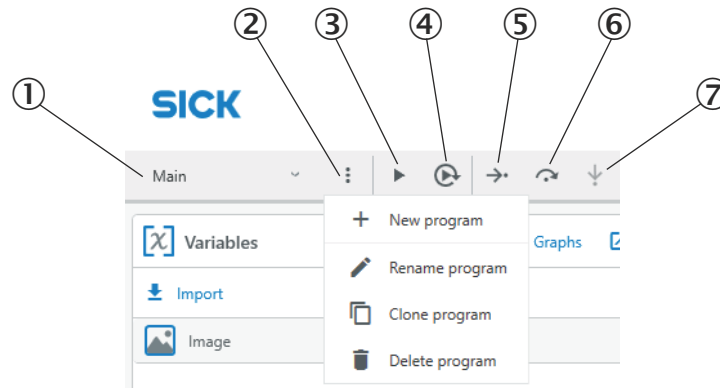 ② ③ ④ ⑤ ⑥
① ⑦
SICK
Main
New program
Variables
Graphs
Rename program
Import
Clone program
Image
Delete program